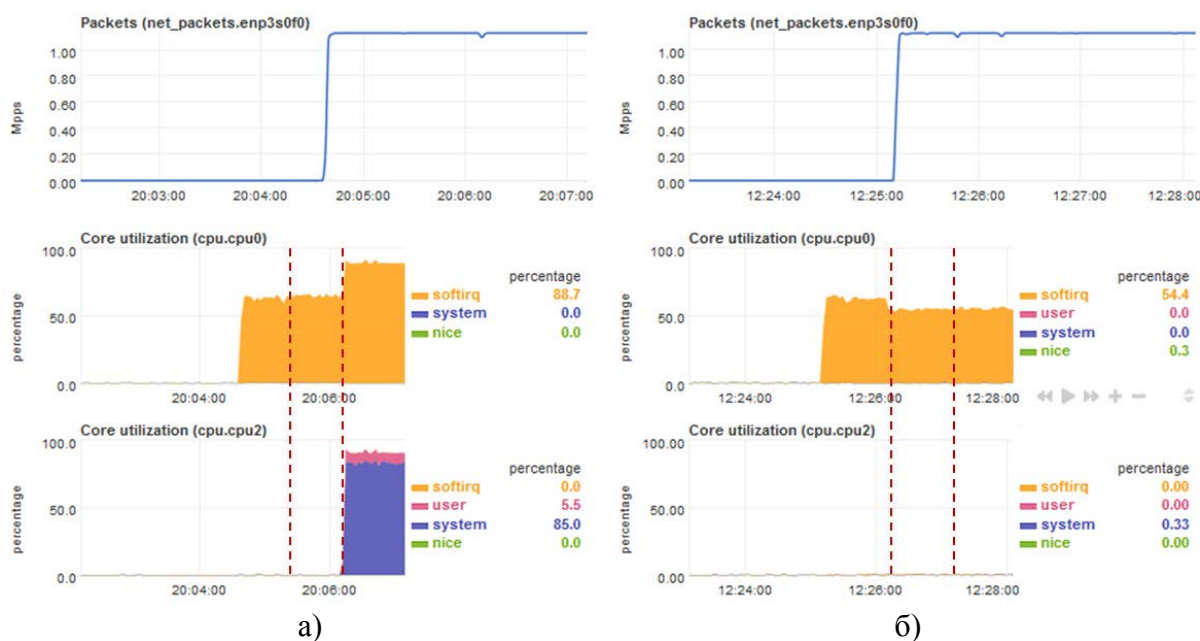 Packets (net_packets.enp3s0f0)
Mpps
1.00
0.80
0.60
0.40
0.20
0.00
20:03:00 20:04:00 20:05:00 20:06:00 20:07:00
Core utilization (cpu.cpu0)
percentage
100.0
50.0
0.0
20:04:00 20:06:00
percentage
softirq 88.7
system 0.0
nice 0.0
Core utilization (cpu.cpu2)
percentage
100.0
50.0
0.0
20:04:00 20:06:00
percentage
softirq 0.0
user 5.5
system 85.0
nice 0.0
а)
Packets (net_packets.enp3s0f0)
Mpps
1.00
0.80
0.60
0.40
0.20
0.00
12:24:00 12:25:00 12:26:00 12:27:00 12:28:00
Core utilization (cpu.cpu0)
percentage
100.0
50.0
0.0
12:24:00 12:26:00 12:28:00
percentage
softirq 54.4
user 0.0
system 0.0
nice 0.3
Core utilization (cpu.cpu2)
percentage
100.00
50.00
0.00
12:24:00 12:26:00 12:28:00
percentage
softirq 0.00
user 0.00
system 0.33
nice 0.00
б)